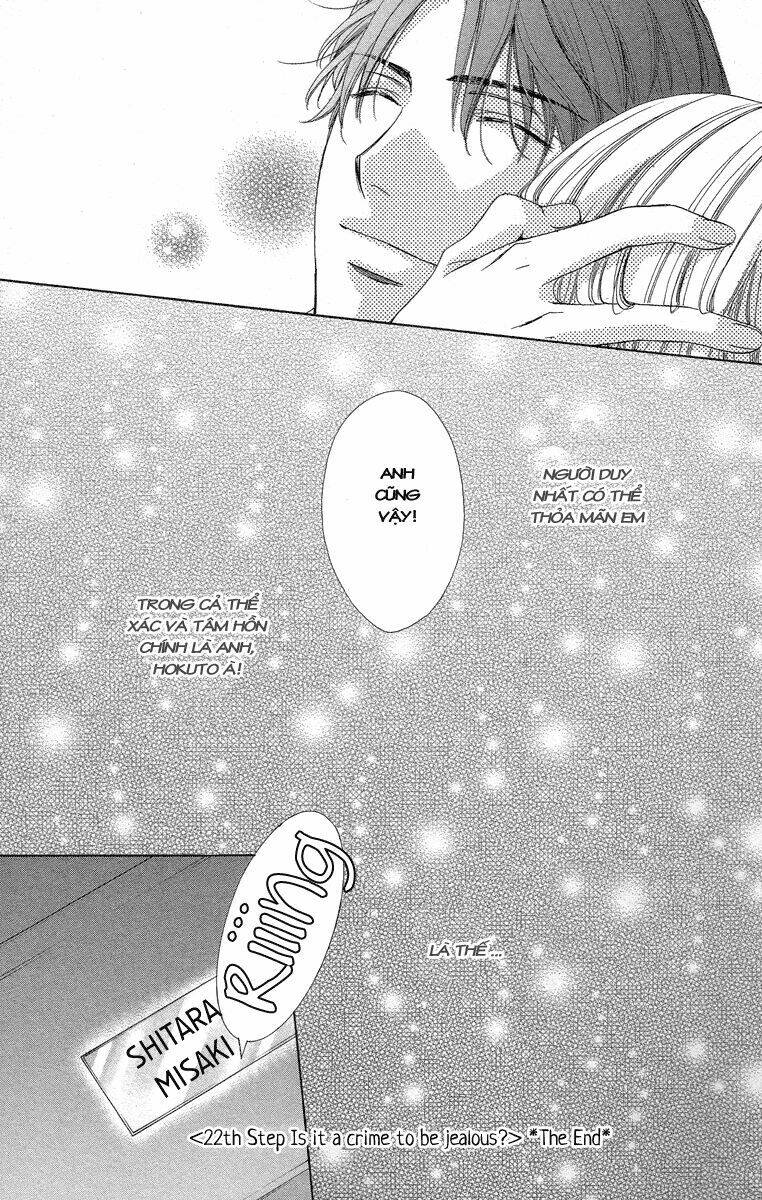 ANH
CŨNG
VẬY!
NGƯỜI DUY
NHẤT CÓ THỂ
THỎA MÃN EM
TRONG CẢ THỂ
XÁC VÀ TÂM HỒN
CHÍNH LÀ ANH,
HOKUTO À!
LÀ THẾ ...
...Riiiing
SHITARA
MISAKI
<22th Step Is it a crime to be jealous?> *The End*